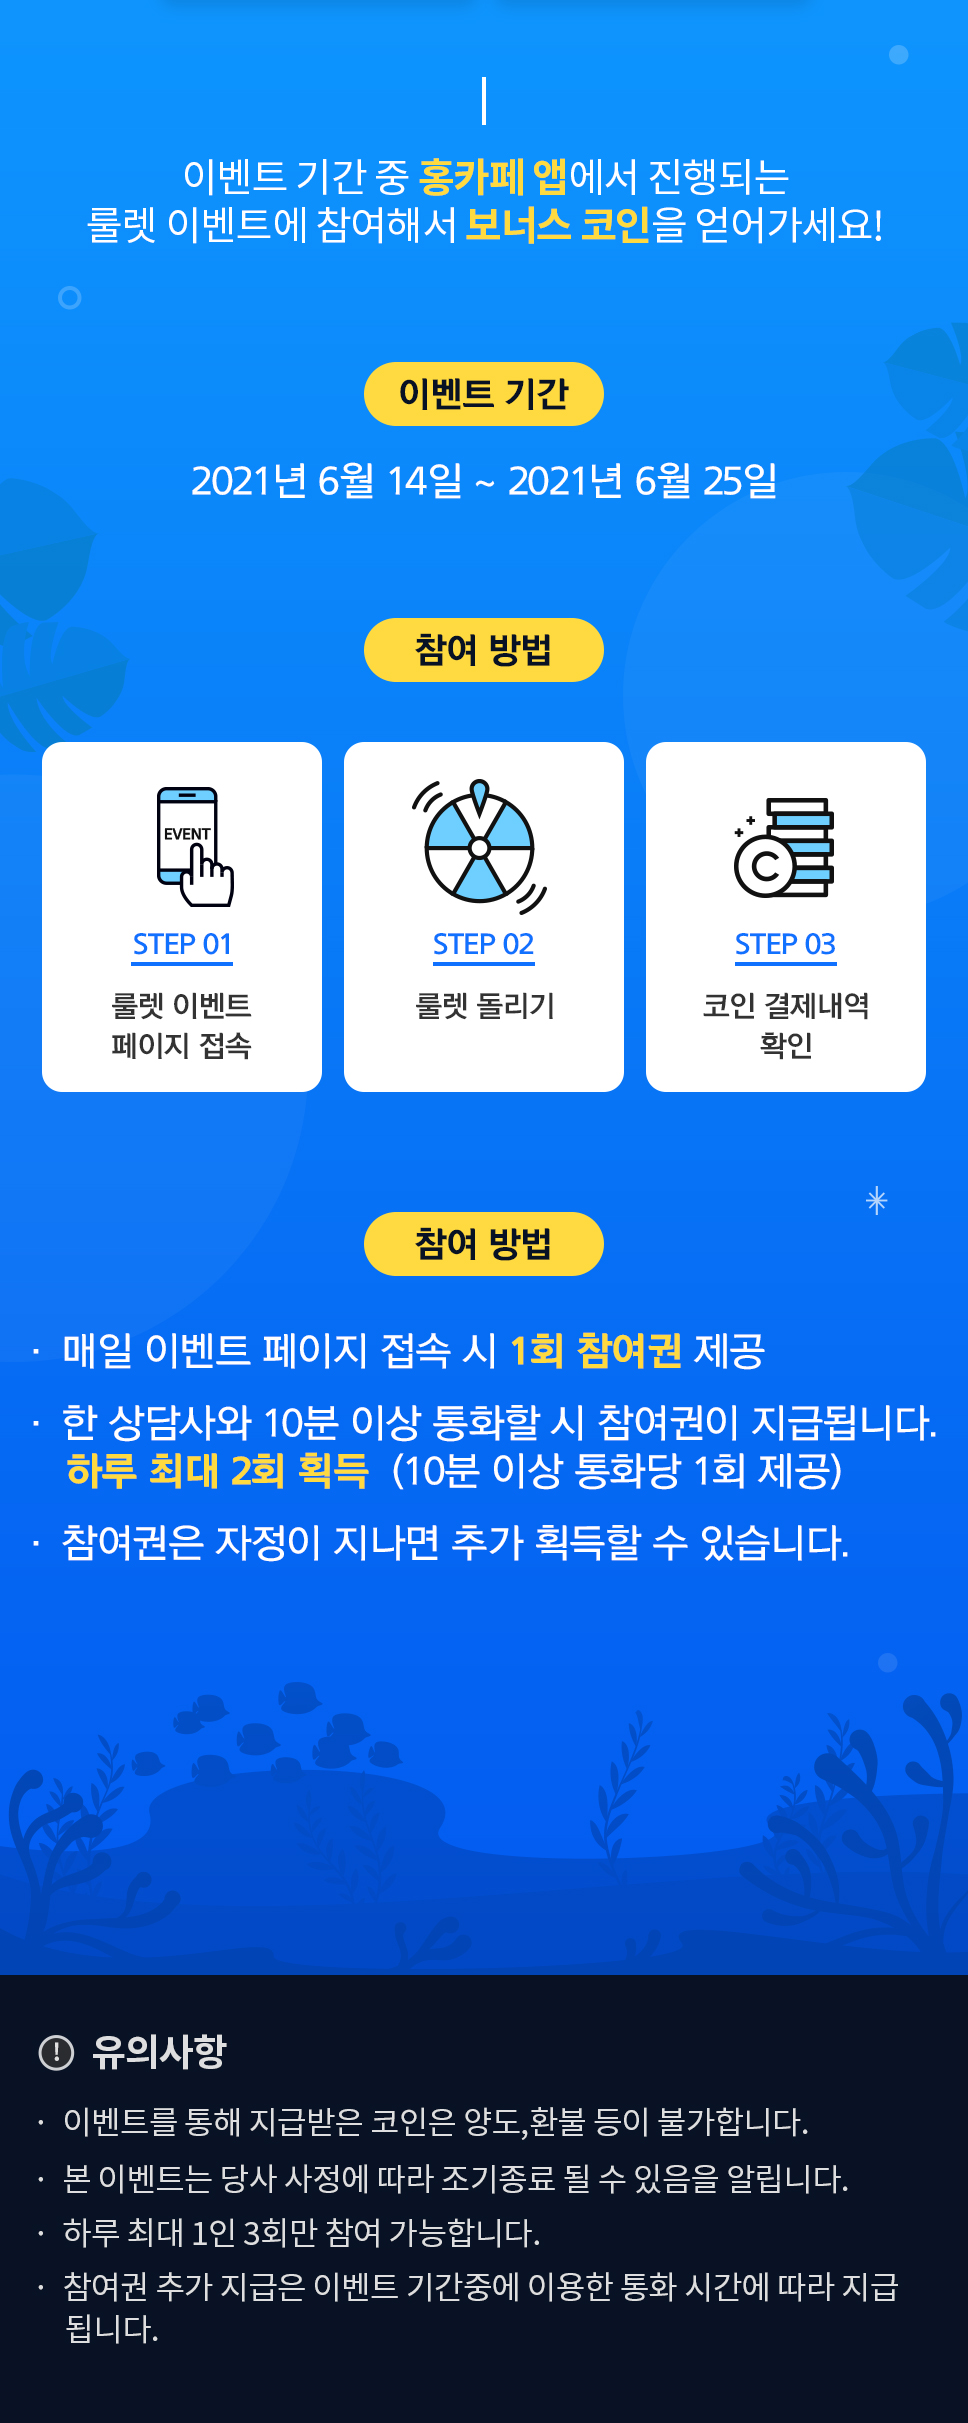 이벤트 기간 중 홍카페 앱에서 진행되는
룰렛 이벤트에 참여해서 보너스 코인을 얻어가세요!
이벤트 기간
2021년 6월 14일 ~ 2021년 6월 25일
참여 방법
EVENT
STEP 01
룰렛 이벤트
페이지 접속
STEP 02
룰렛 돌리기
C
STEP 03
코인 결제내역
확인
참여 방법
· 매일 이벤트 페이지 접속 시 1회 참여권 제공
· 한 상담사와 10분 이상 통화할 시 참여권이 지급됩니다.
하루 최대 2회 획득 (10분 이상 통화당 1회 제공)
· 참여권은 자정이 지나면 추가 획득할 수 있습니다.
! 유의사항
· 이벤트를 통해 지급받은 코인은 양도,환불 등이 불가합니다.
· 본 이벤트는 당사 사정에 따라 조기종료 될 수 있음을 알립니다.
· 하루 최대 1인 3회만 참여 가능합니다.
· 참여권 추가 지급은 이벤트 기간중에 이용한 통화 시간에 따라 지급
됩니다.